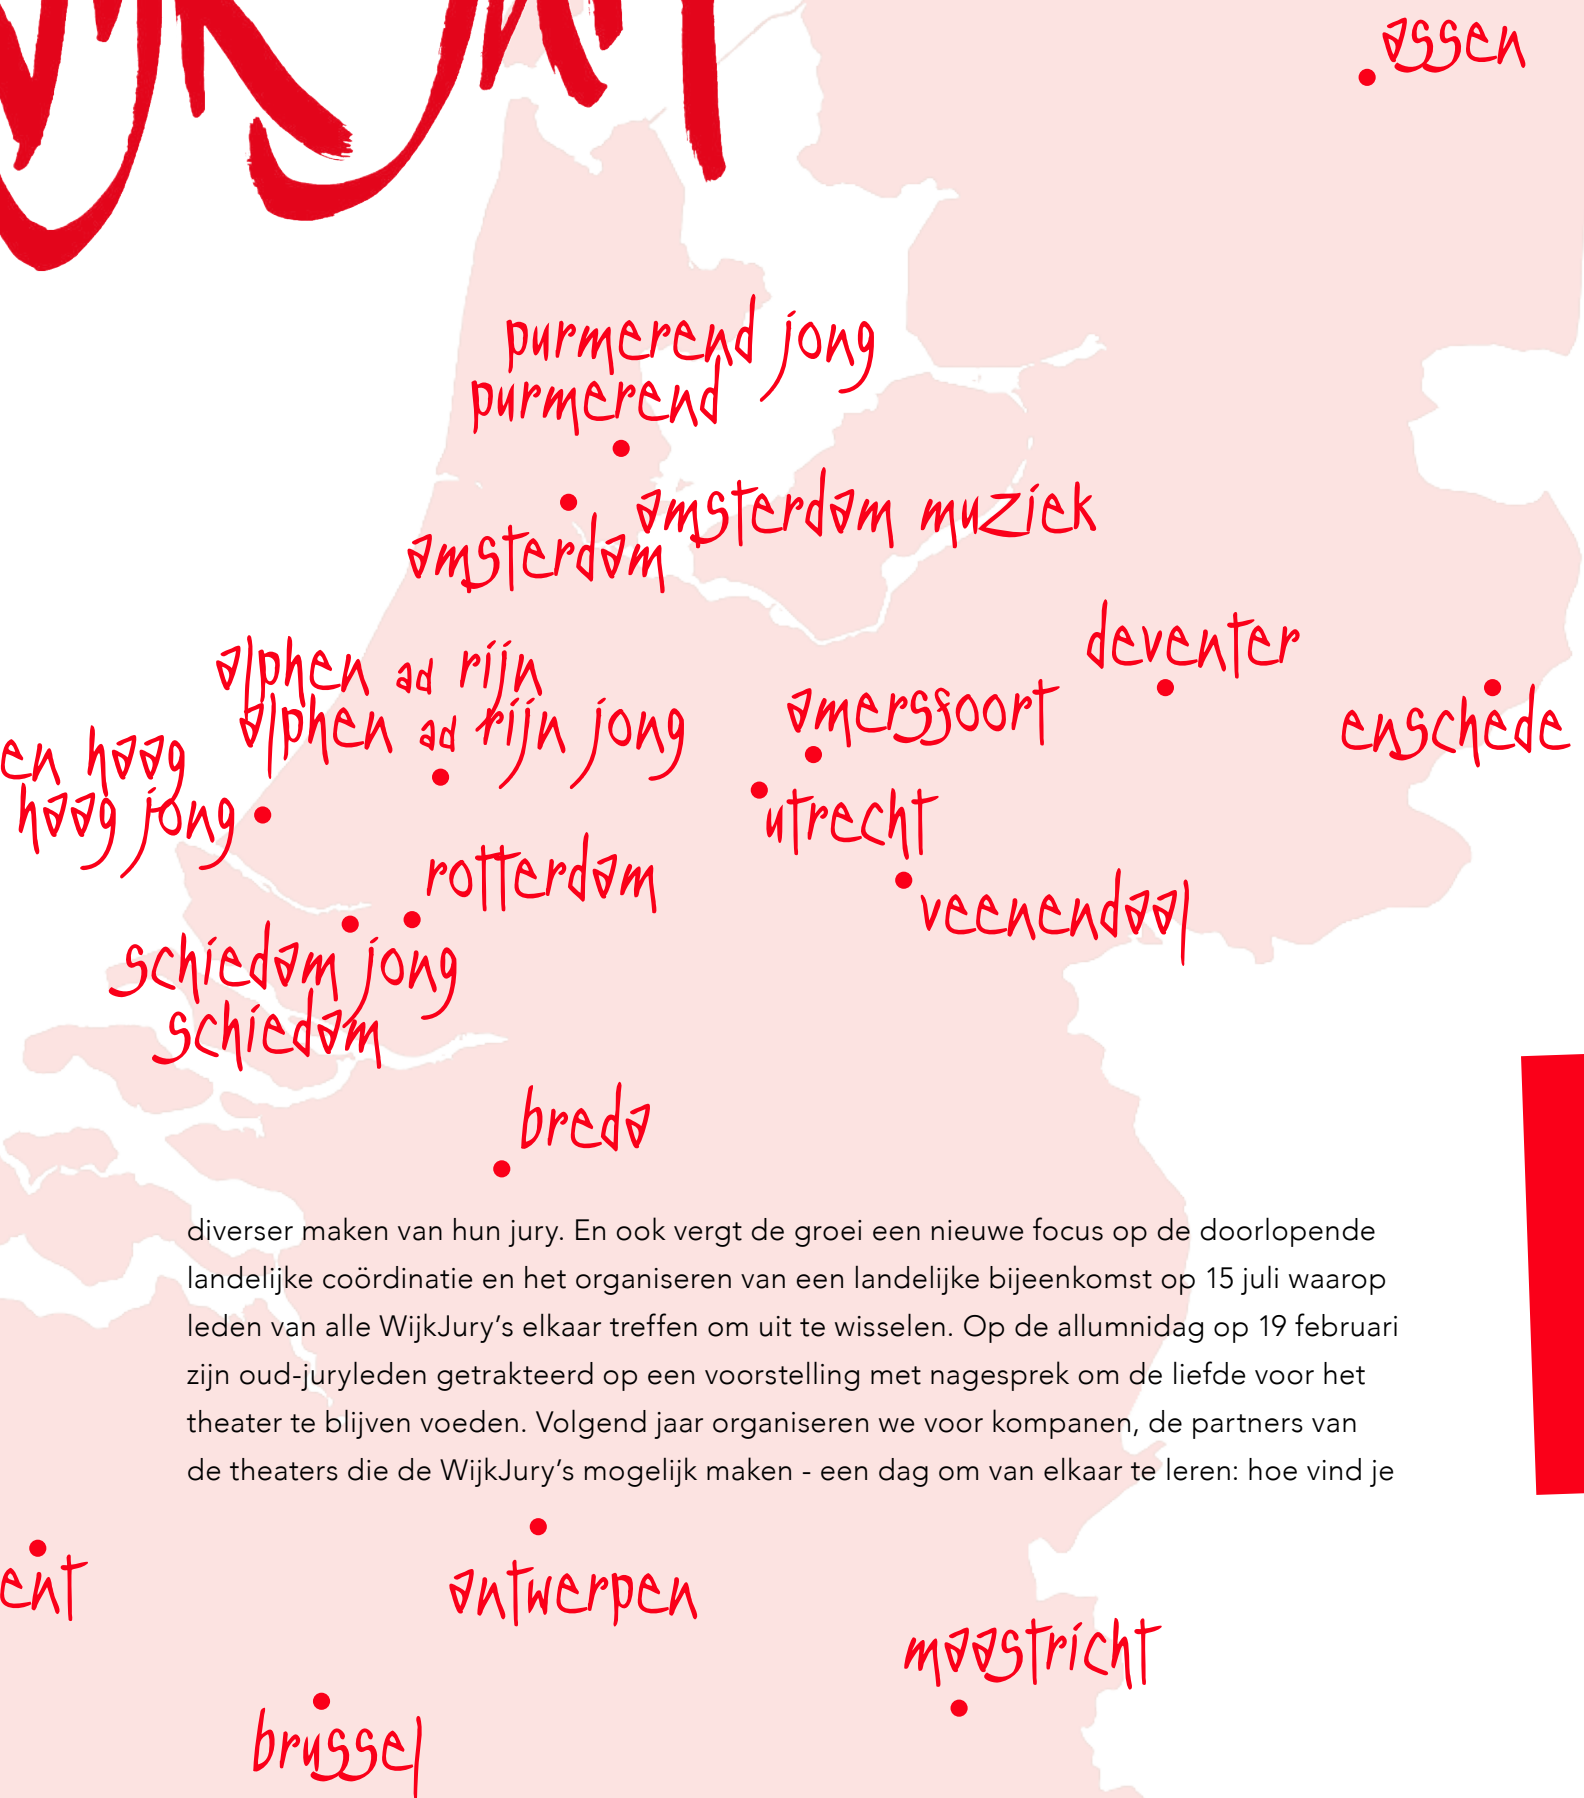 assen
purmerend jong
purmerend
amsterdam muziek
amsterdam
deventer
alphen ad rijn
alphen ad rijn jong
amersfoort
enschede
en haag
haag jong
utrecht
rotterdam
veenendaal
schiedam jong
schiedam
breda
diverser maken van hun jury. En ook vergt de groei een nieuwe focus op de doorlopende
landelijke coördinatie en het organiseren van een landelijke bijeenkomst op 15 juli waarop
leden van alle WijkJury’s elkaar treffen om uit te wisselen. Op de allumnidag op 19 februari
zijn oud-juryleden getrakteerd op een voorstelling met nagesprek om de liefde voor het
theater te blijven voeden. Volgend jaar organiseren we voor kompanen, de partners van
de theaters die de WijkJury’s mogelijk maken - een dag om van elkaar te leren: hoe vind je
ent
antwerpen
maastricht
brussel